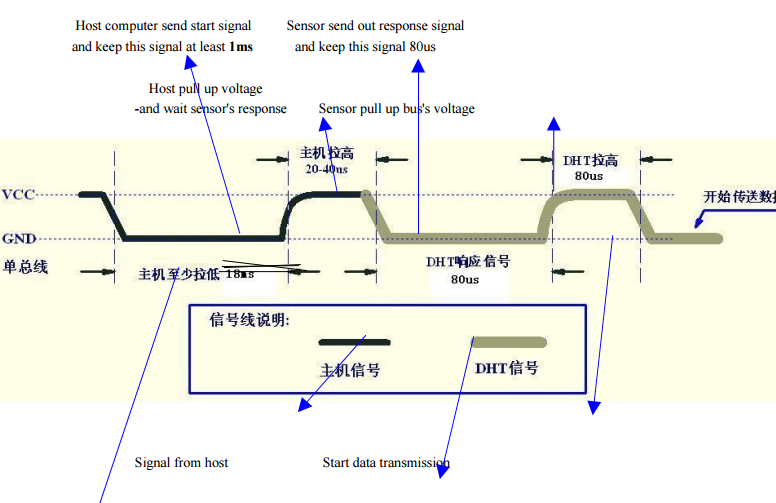 Host computer send start signal
and keep this signal at least 1ms
Sensor send out response signal
and keep this signal 80us
Host pull up voltage
-and wait sensor's response
Sensor pull up bus's voltage
主机拉高
20-40us
DHT拉高
80us
VCC
开始传送数
GND
单总线
主机至少拉低 18ms
DHT响应信号
80us
信号线说明:
主机信号
DHT信号
Signal from host
Start data transmission